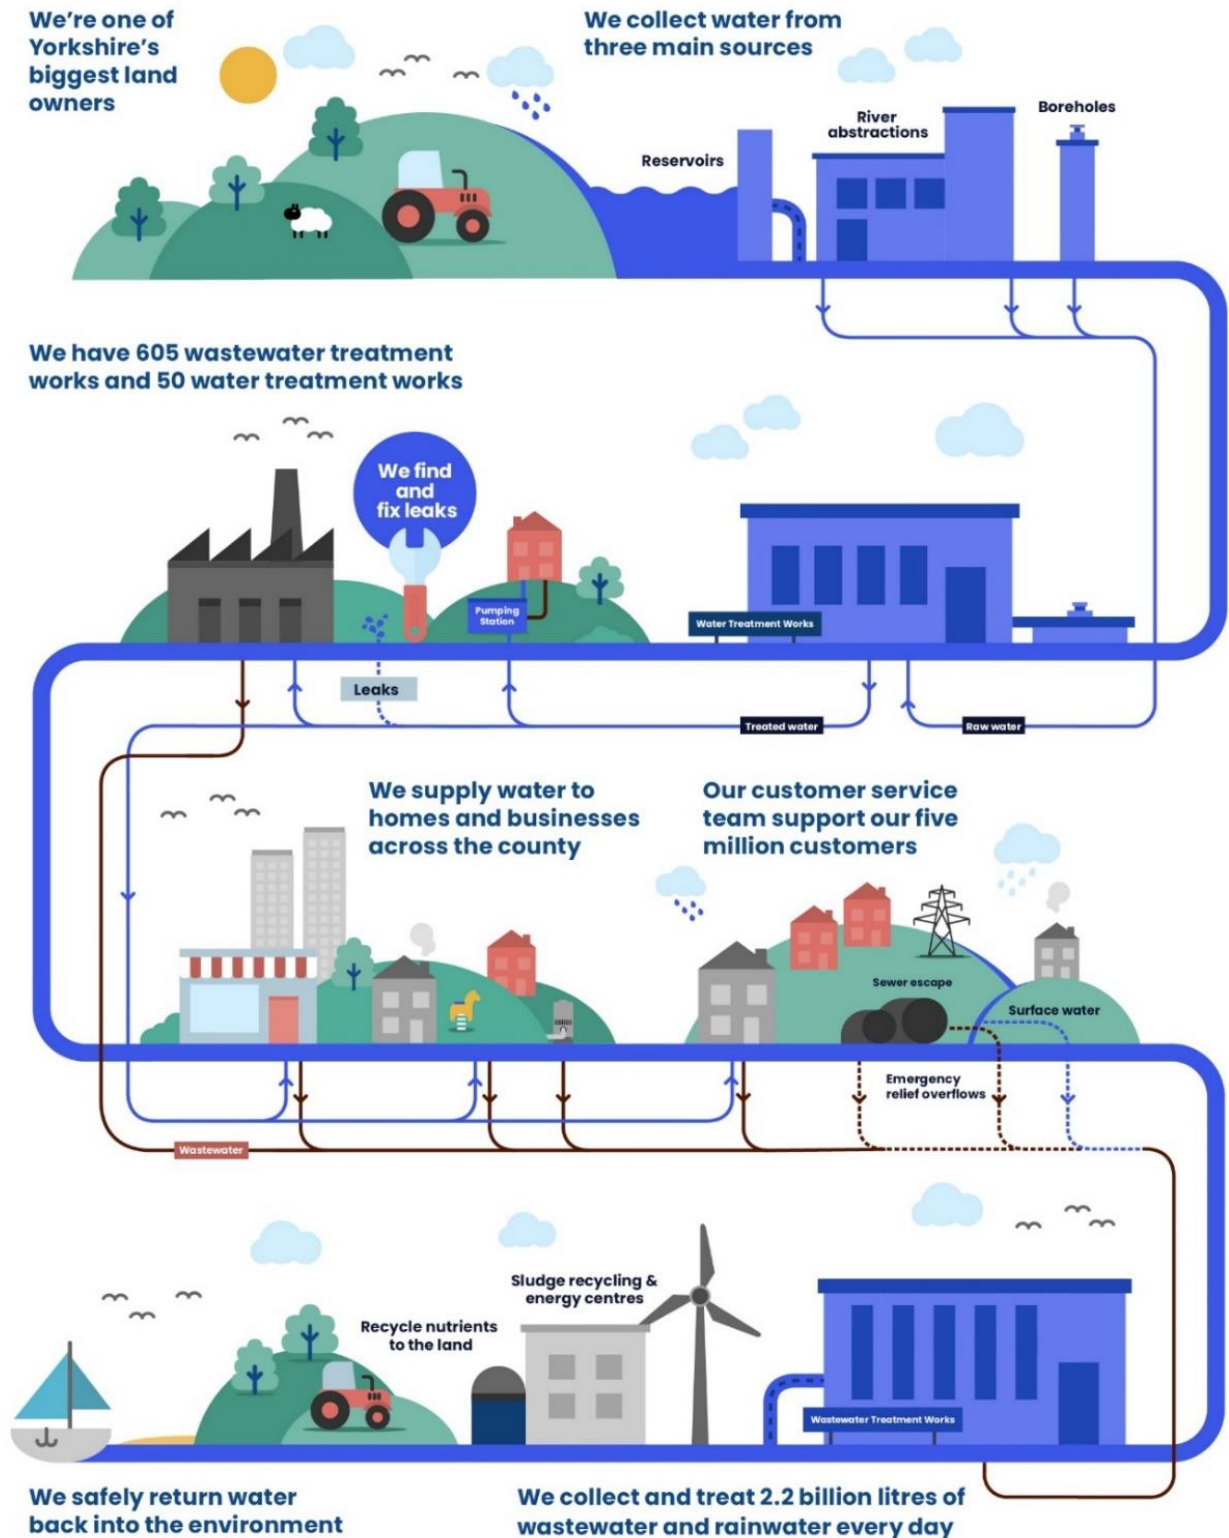 We're one of
Yorkshire's
biggest land
owners
We collect water from
three main sources
Reservoirs
River
abstractions
Boreholes
We have 605 wastewater treatment
works and 50 water treatment works
We find
and
fix leaks
Pumping
Station
Water Treatment Works
Leaks
Treated water
Raw water
We supply water to
homes and businesses
across the county
Our customer service
team support our five
million customers
Sewer escape
Surface water
Emergency
relief overflows
Wastewater
Sludge recycling &
energy centres
Recycle nutrients
to the land
Wastewater Treatment Works
We safely return water
back into the environment
We collect and treat 2.2 billion litres of
wastewater and rainwater every day